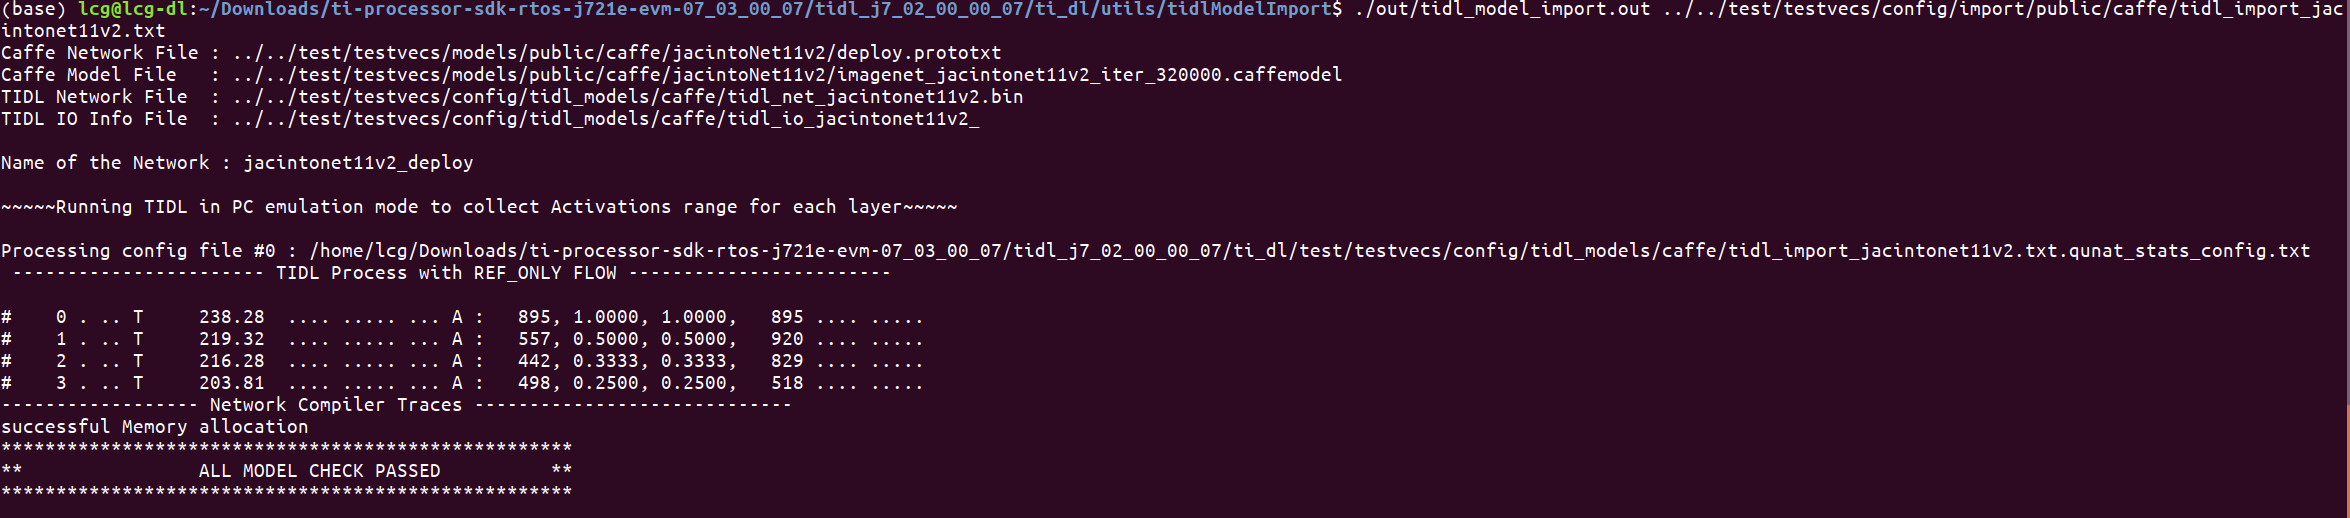 (base) lcg@lcg-dl:~/Downloads/ti-processor-sdk-rtos-j721e-evm-07_03_00_07/tidl_j7_02_00_00_07/ti_dl/utils/tidlModelImport$ ./out/tidl_model_import.out ../../test/testvecs/config/import/public/caffe/tidl_import_jac
intonet11v2.txt
Caffe Network File : ../../test/testvecs/models/public/caffe/jacintoNet11v2/deploy.prototxt
Caffe Model File   : ../../test/testvecs/models/public/caffe/jacintoNet11v2/imagenet_jacintonet11v2_iter_320000.caffemodel
TIDL Network File  : ../../test/testvecs/config/tidl_models/caffe/tidl_net_jacintonet11v2.bin
TIDL IO Info File  : ../../test/testvecs/config/tidl_models/caffe/tidl_io_jacintonet11v2_
Name of the Network : jacintonet11v2_deploy
~~~~~Running TIDL in PC emulation mode to collect Activations range for each layer~~~~~
Processing config file #0 : /home/lcg/Downloads/ti-processor-sdk-rtos-j721e-evm-07_03_00_07/tidl_j7_02_00_00_07/ti_dl/test/testvecs/config/tidl_models/caffe/tidl_import_jacintonet11v2.txt.qunat_stats_config.txt
 ----------------------- TIDL Process with REF_ONLY FLOW ------------------------
#    0 . .. T     238.28  .... ..... ... A :   895, 1.0000, 1.0000,   895 .... .....
#    1 . .. T     219.32  .... ..... ... A :   557, 0.5000, 0.5000,   920 .... .....
#    2 . .. T     216.28  .... ..... ... A :   442, 0.3333, 0.3333,   829 .... .....
#    3 . .. T     203.81  .... ..... ... A :   498, 0.2500, 0.2500,   518 .... .....
------------------ Network Compiler Traces -----------------------------
successful Memory allocation
****************************************************
**                ALL MODEL CHECK PASSED          **
****************************************************